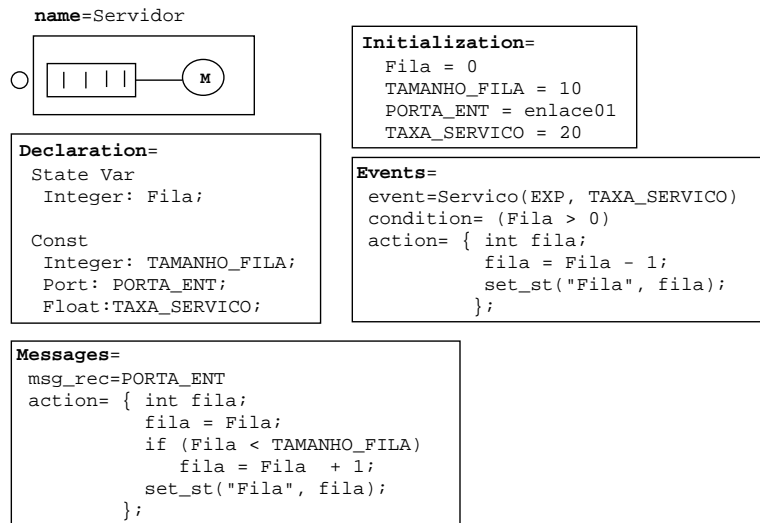 name=Servidor
M
Declaration=
State Var
Integer: Fila;
Const
Integer: TAMANHO_FILA;
Port: PORTA_ENT;
Float:TAXA_SERVICO;
Initialization=
Fila = 0
TAMANHO_FILA = 10
PORTA_ENT = enlace01
TAXA_SERVICO = 20
Events=
event=Servico(EXP, TAXA_SERVICO)
condition= (Fila > 0)
action= { int fila;
fila = Fila - 1;
set_st("Fila", fila);
};
Messages=
msg_rec=PORTA_ENT
action= { int fila;
fila = Fila;
if (Fila < TAMANHO_FILA)
fila = Fila + 1;
set_st("Fila", fila);
};